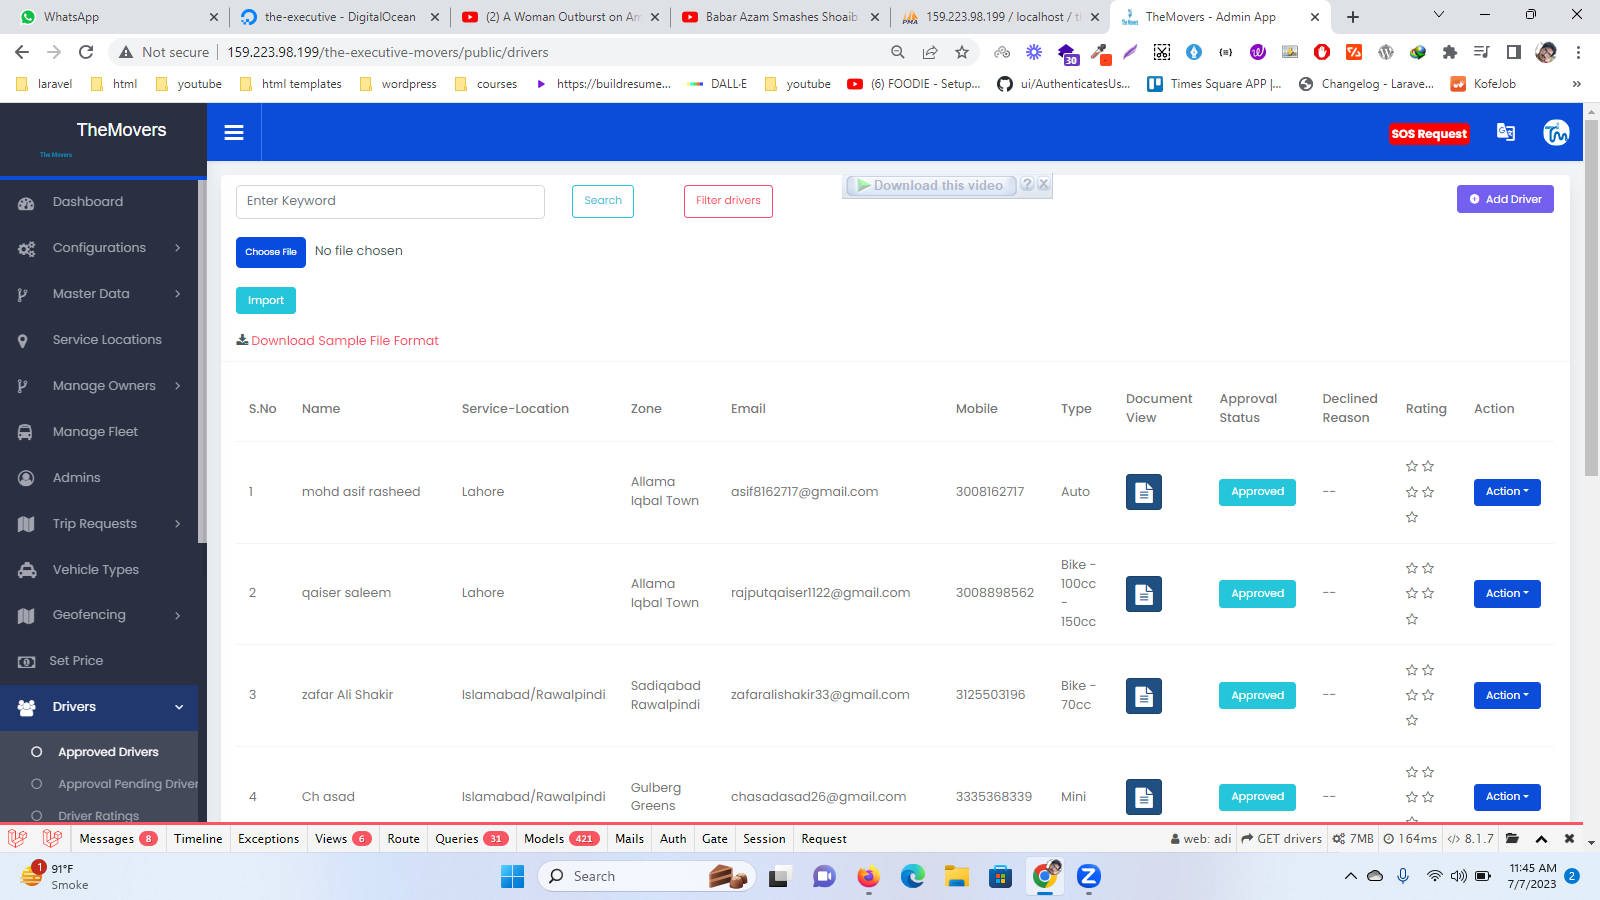 WhatsApp
the-executive - DigitalOcean
(2) A Woman Outburst on Am
Babar Azam Smashes Shoaib
159.223.98.199 / localhost / th
TheMovers - Admin App
Not secure
159.223.98.199/the-executive-movers/public/drivers
30
laravel
html
youtube
html templates
wordpress
courses
https://buildresume...
DALL·E
youtube
(6) FOODIE - Setup...
ui/AuthenticatesUs...
Times Square APP |...
Changelog - Larave...
KofeJob
»
TheMovers
The Movers
SOS Request
Dashboard
Configurations
Master Data
Service Locations
Manage Owners
Manage Fleet
Admins
Trip Requests
Vehicle Types
Geofencing
Set Price
Drivers
Approved Drivers
Approval Pending Driver
Driver Ratings
Enter Keyword
Search
Filter drivers
Download this video
?
X
Add Driver
Choose File
No file chosen
Import
Download Sample File Format
S.No Name Service-Location Zone Email Mobile Type Document View Approval Status Declined Reason Rating Action
1 mohd asif rasheed Lahore Allama Iqbal Town asif8162717@gmail.com 3008162717 Auto Approved -- Action
2 qaiser saleem Lahore Allama Iqbal Town rajputqaiser1122@gmail.com 3008898562 Bike - 100cc - 150cc Approved -- Action
3 zafar Ali Shakir Islamabad/Rawalpindi Sadiqabad Rawalpindi zafaralishakir33@gmail.com 3125503196 Bike - 70cc Approved -- Action
4 Ch asad Islamabad/Rawalpindi Gulberg Greens chasadasad26@gmail.com 3335368339 Mini Approved -- Action
Messages 8 Timeline Exceptions Views 6 Route Queries 31 Models 421 Mails Auth Gate Session Request
web: adi GET drivers 7MB 164ms </> 8.1.7
1
91°F
Smoke
Search
11:45 AM
7/7/2023
2